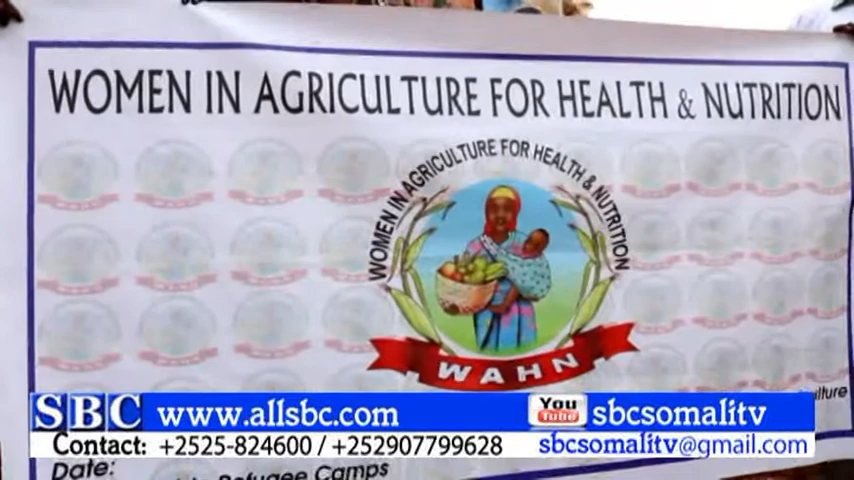 WOMEN IN AGRICULTURE FOR HEALTH & NUTRITION
WOMEN IN AGRICULTURE FOR HEALTH & NUTRITION
WAHN
SBC www.allsbc.com You Tube sbcsomalitv
Contact: +2525-824600 / +252907799628 sbcsomalitv@gmail.com
Date: Refugee Camps